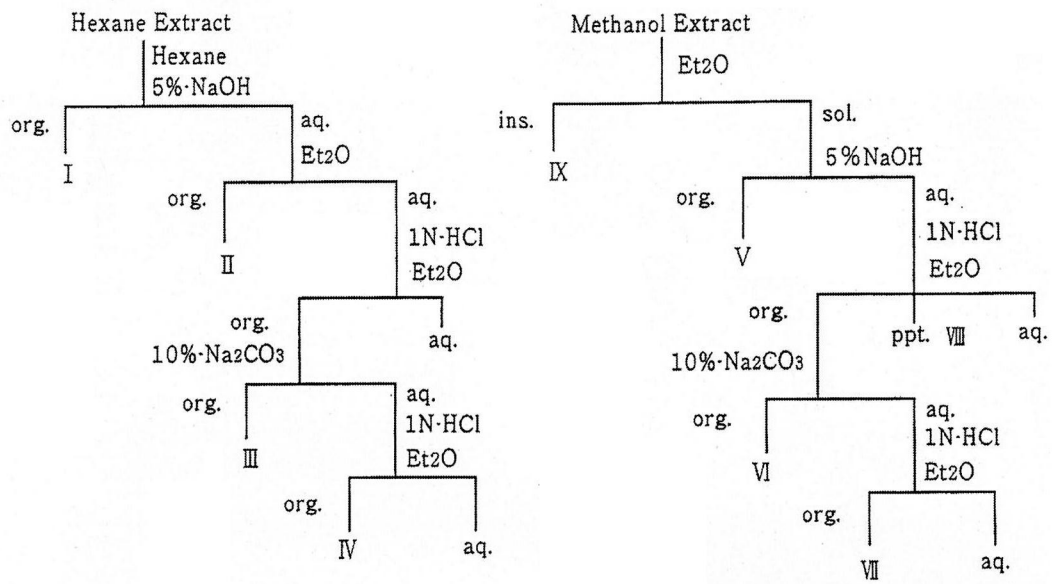 Hexane Extract
Hexane
5%·NaOH
org.
aq.
Et2O
I
org.
aq.
1N·HCl
Et2O
II
org.
10%·Na2CO3
aq.
org.
aq.
1N·HCl
Et2O
III
org.
IV
aq.
Methanol Extract
Et2O
ins.
sol.
5%NaOH
IX
org.
aq.
1N·HCl
Et2O
V
org.
10%·Na2CO3
ppt. VIII
aq.
org.
aq.
1N·HCl
Et2O
VI
org.
VII
aq.